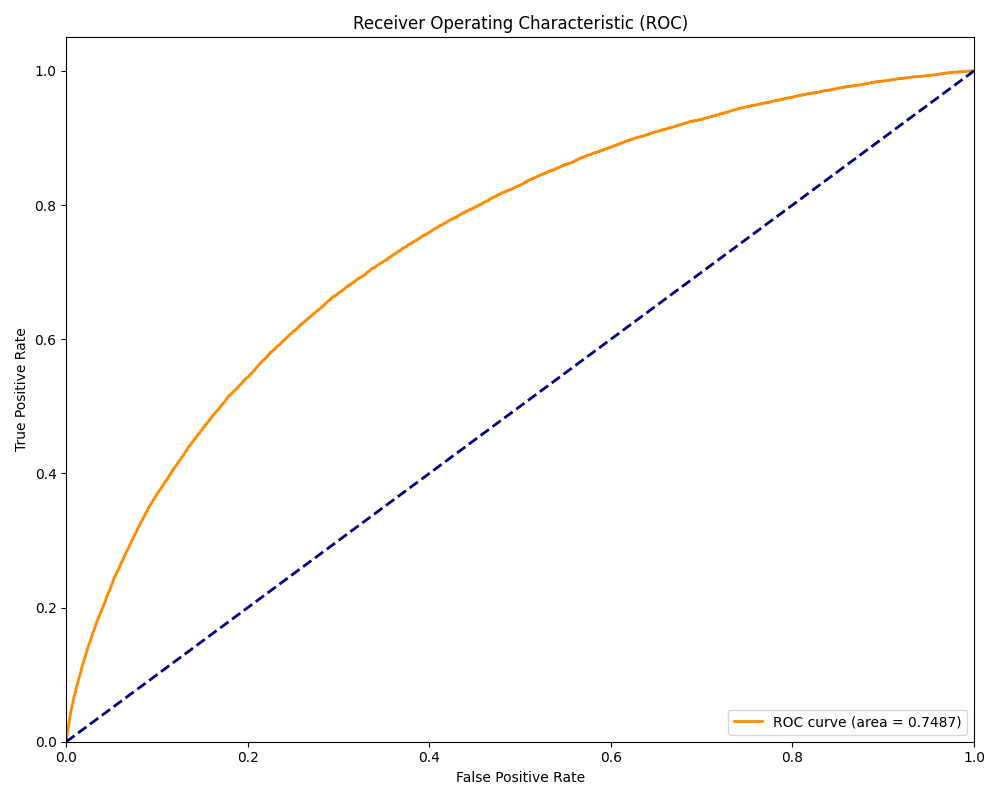 Receiver Operating Characteristic (ROC)
1.0
0.8
0.6
0.4
0.2
0.0
True Positive Rate
ROC curve (area = 0.7487)
0.0 0.2 0.4 0.6 0.8 1.0
False Positive Rate